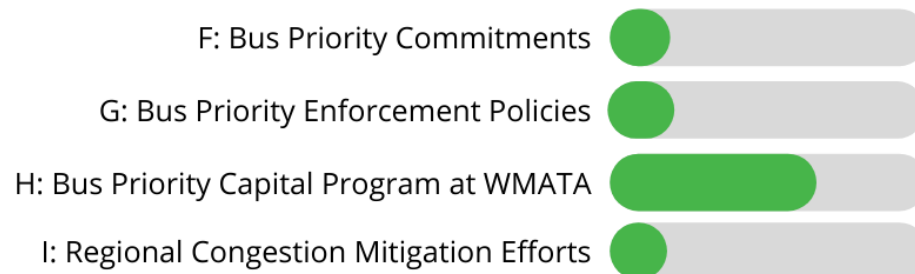 F: Bus Priority Commitments
G: Bus Priority Enforcement Policies
H: Bus Priority Capital Program at WMATA
I: Regional Congestion Mitigation Efforts